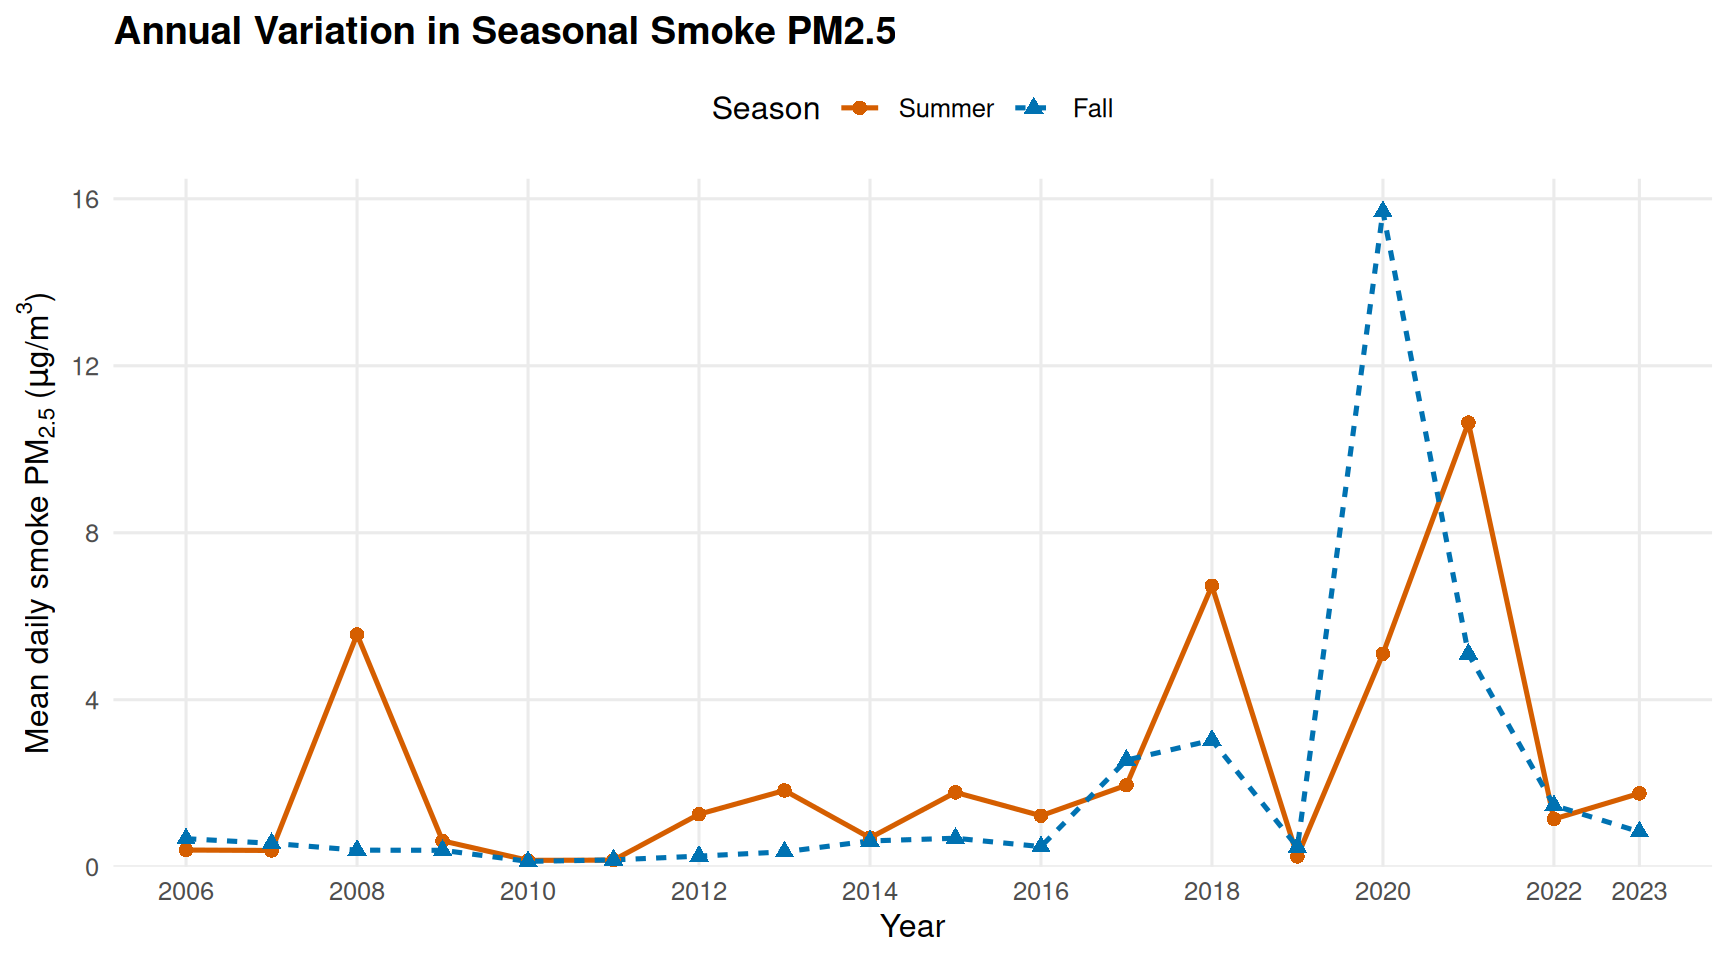 Annual Variation in Seasonal Smoke PM2.5
Season Summer Fall
Mean daily smoke PM₂.₅ (µg/m³)
16
12
8
4
0
2006 2008 2010 2012 2014 2016 2018 2020 2022 2023
Year